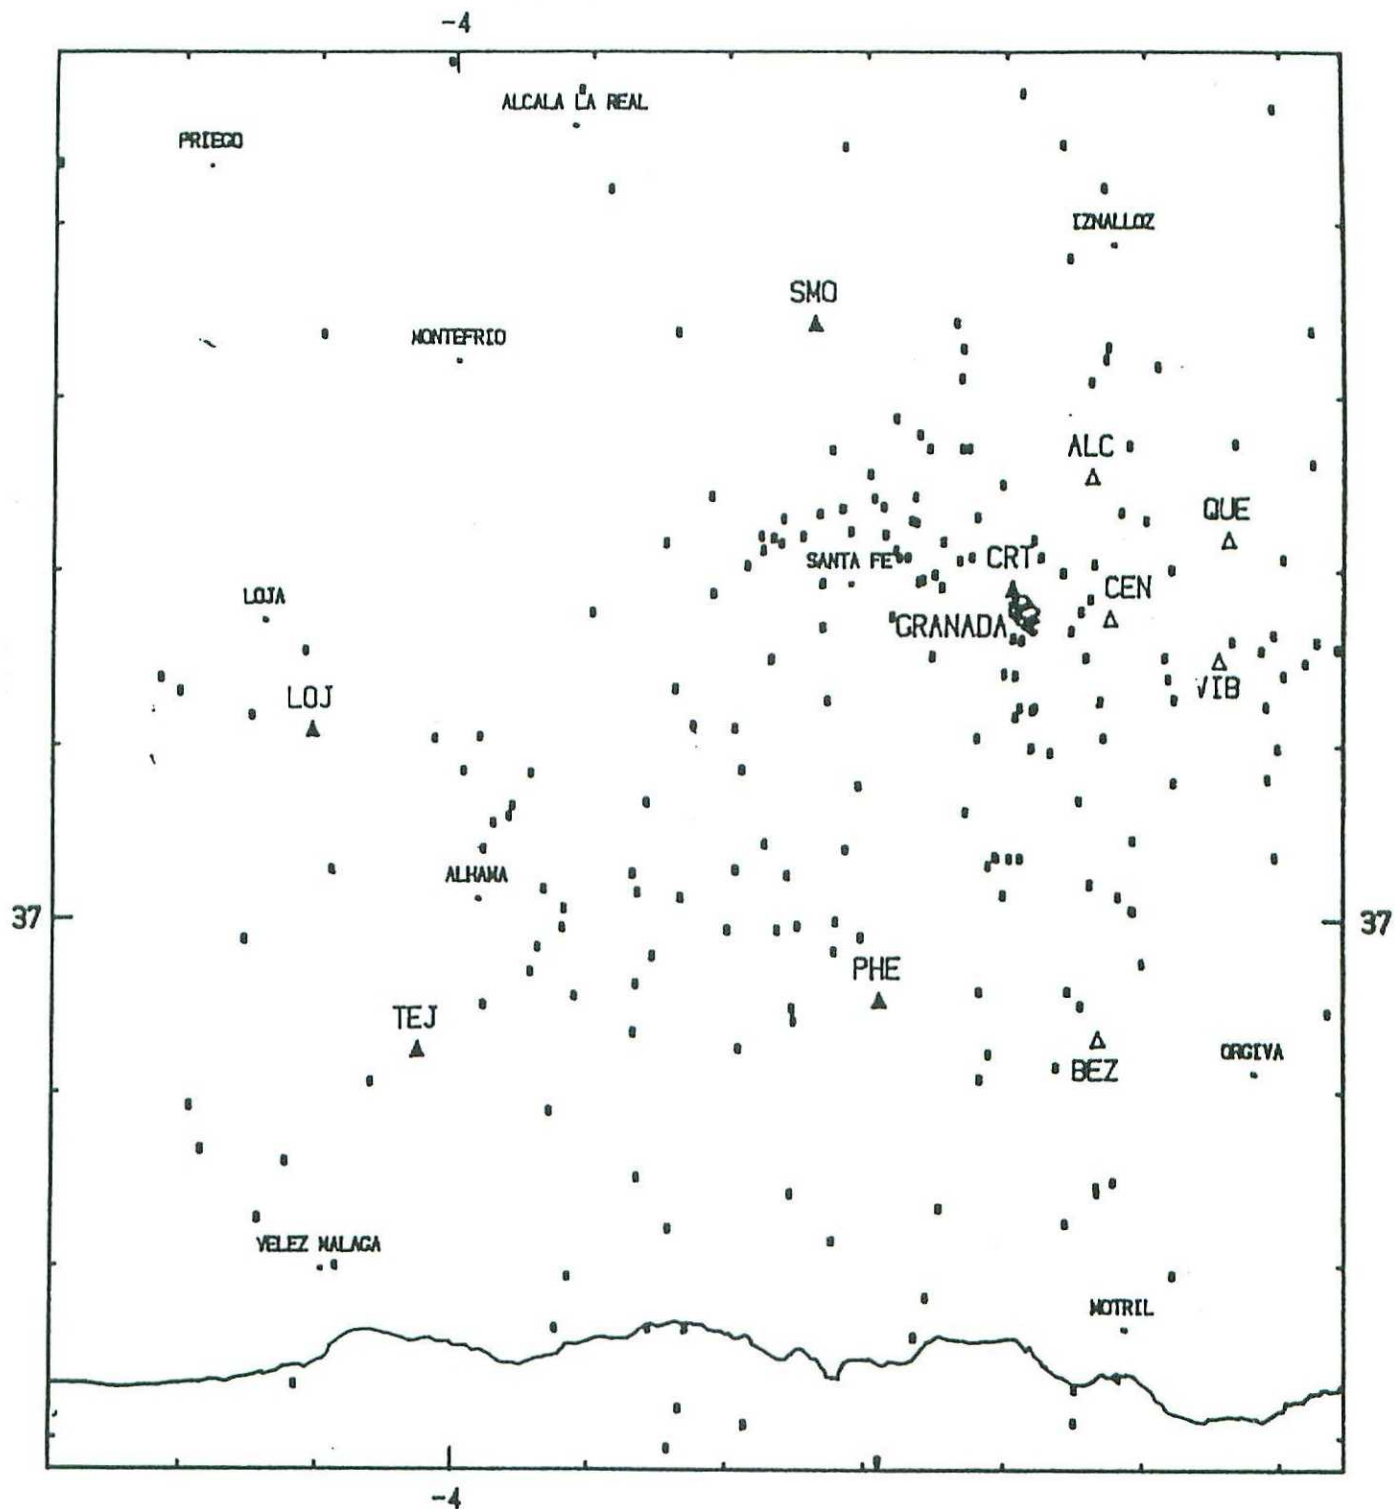 -4
ALCALA LA REAL
PRIEGO
IZNALLOZ
SMO
MONTEFRIO
ALC
QUE
SANTA FE
CRT
CEN
LOJA
GRANADA
LOJ
VIB
ALHAMA
37
37
PHE
TEJ
ORGIVA
BEZ
VELEZ MALAGA
MOTRIL
-4